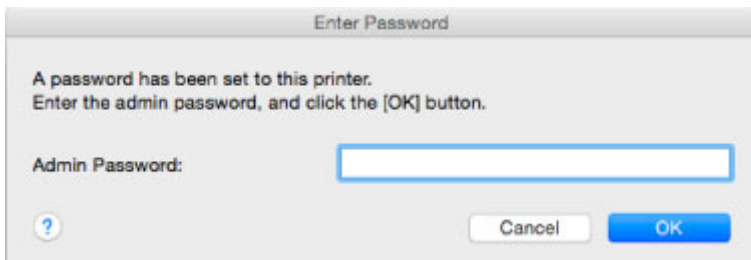 Enter Password
A password has been set to this printer.
Enter the admin password, and click the [OK] button.
Admin Password:
?
Cancel
OK